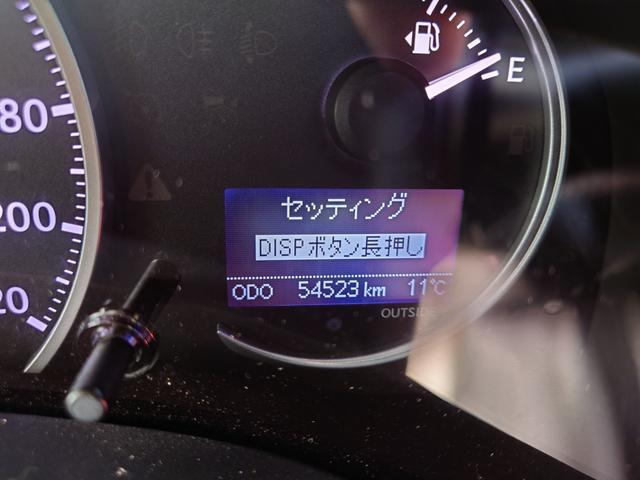 E
80
200
20
セッティング
DISPボタン長押し
ODO 54523 km 11℃
OUTSIDE